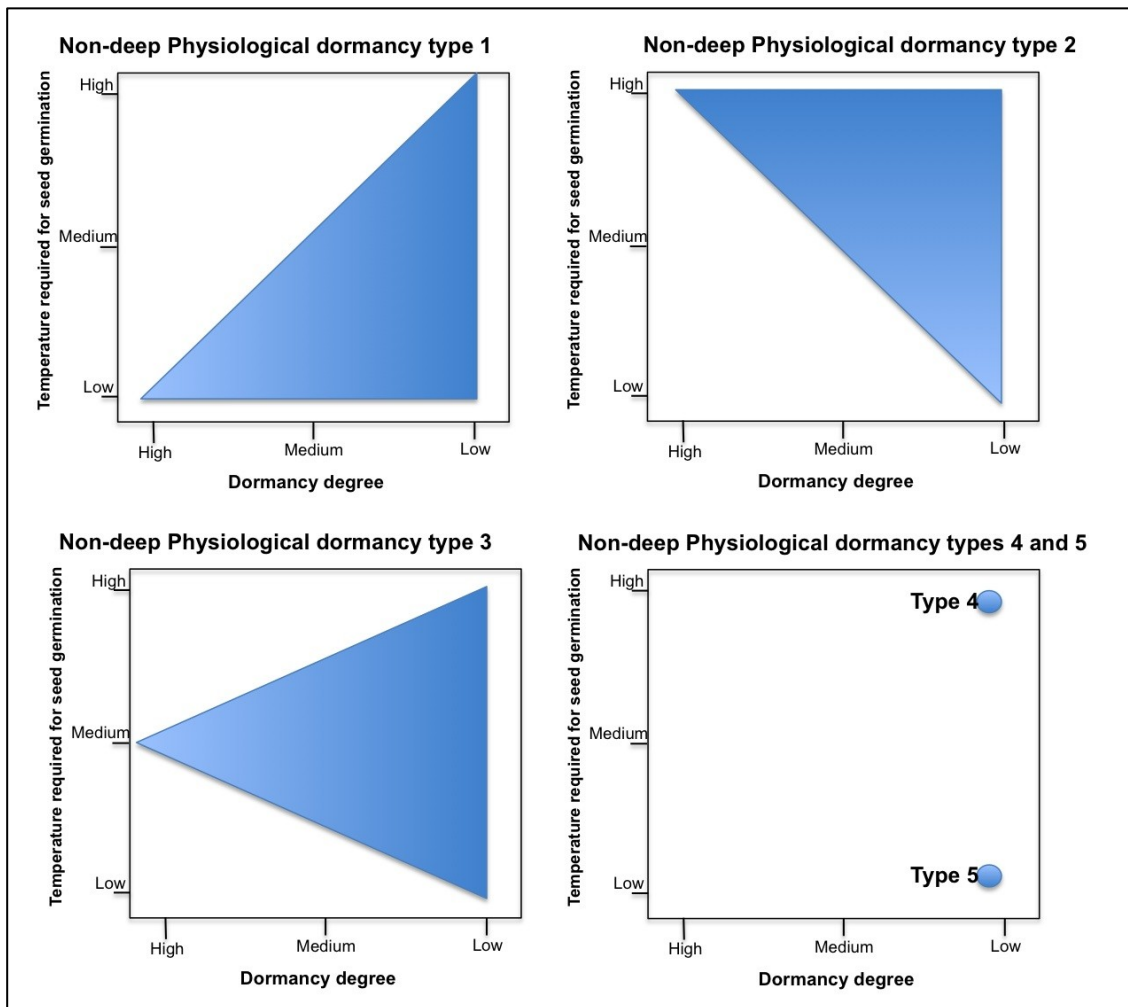 Non-deep Physiological dormancy type 1
Temperature required for seed germination
High
Medium
Low
High
Medium
Low
Dormancy degree
Non-deep Physiological dormancy type 2
Temperature required for seed germination
High
Medium
Low
High
Medium
Low
Dormancy degree
Non-deep Physiological dormancy type 3
Temperature required for seed germination
High
Medium
Low
High
Medium
Low
Dormancy degree
Non-deep Physiological dormancy types 4 and 5
Temperature required for seed germination
High
Medium
Low
Type 4
Type 5
High
Medium
Low
Dormancy degree